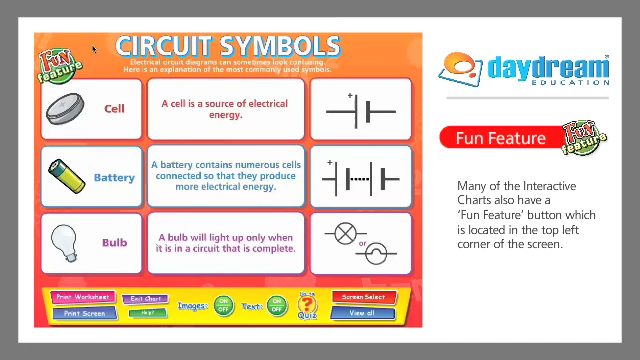 CIRCUIT SYMBOLS
Electrical circuit diagrams can sometimes look confusing.
Here is an explanation of the most commonly used symbols.
Fun
feature
Cell
A cell is a source of electrical
energy.
+
Battery
A battery contains numerous cells
connected so that they produce
more electrical energy.
+
Bulb
A bulb will light up only when
it is in a circuit that is complete.
or
Print Worksheet
Print Screen
Exit Chart
Help?
Images:
ON
OFF
Text:
ON
OFF
Quiz
Screen Select
View all
daydream
EDUCATION
Fun Feature
Fun
feature
Many of the Interactive
Charts also have a
‘Fun Feature’ button which
is located in the top left
corner of the screen.